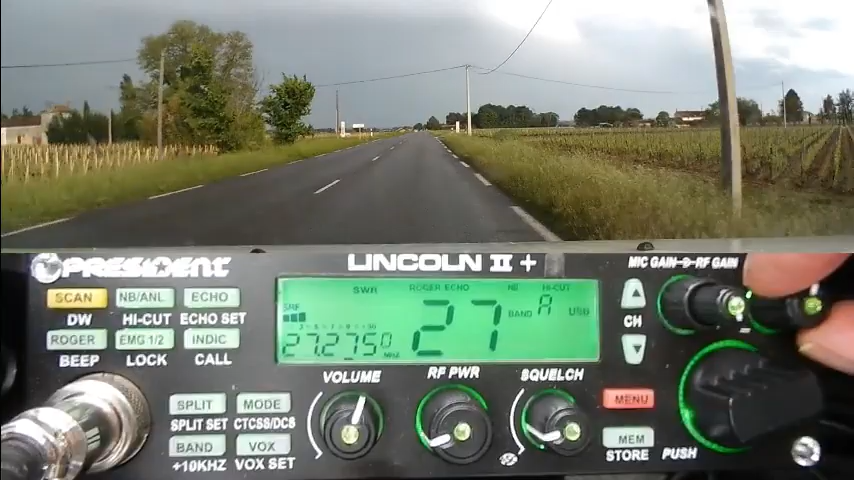 PRESIDENT
LINCOLN II +
MIC GAIN RF GAIN
SCAN NB/ANL ECHO
DW HI-CUT ECHO SET
ROGER EMG 1/2 INDIC
BEEP LOCK CALL
SWR ROGER ECHO NB HI-CUT
SRF
27 BAND A USB
27.2750 MHz
CH
VOLUME RF PWR SQUELCH
MENU
SPLIT MODE
SPLIT SET CTCSS/DCS
BAND VOX
+10KHZ VOX SET
MEM
STORE PUSH